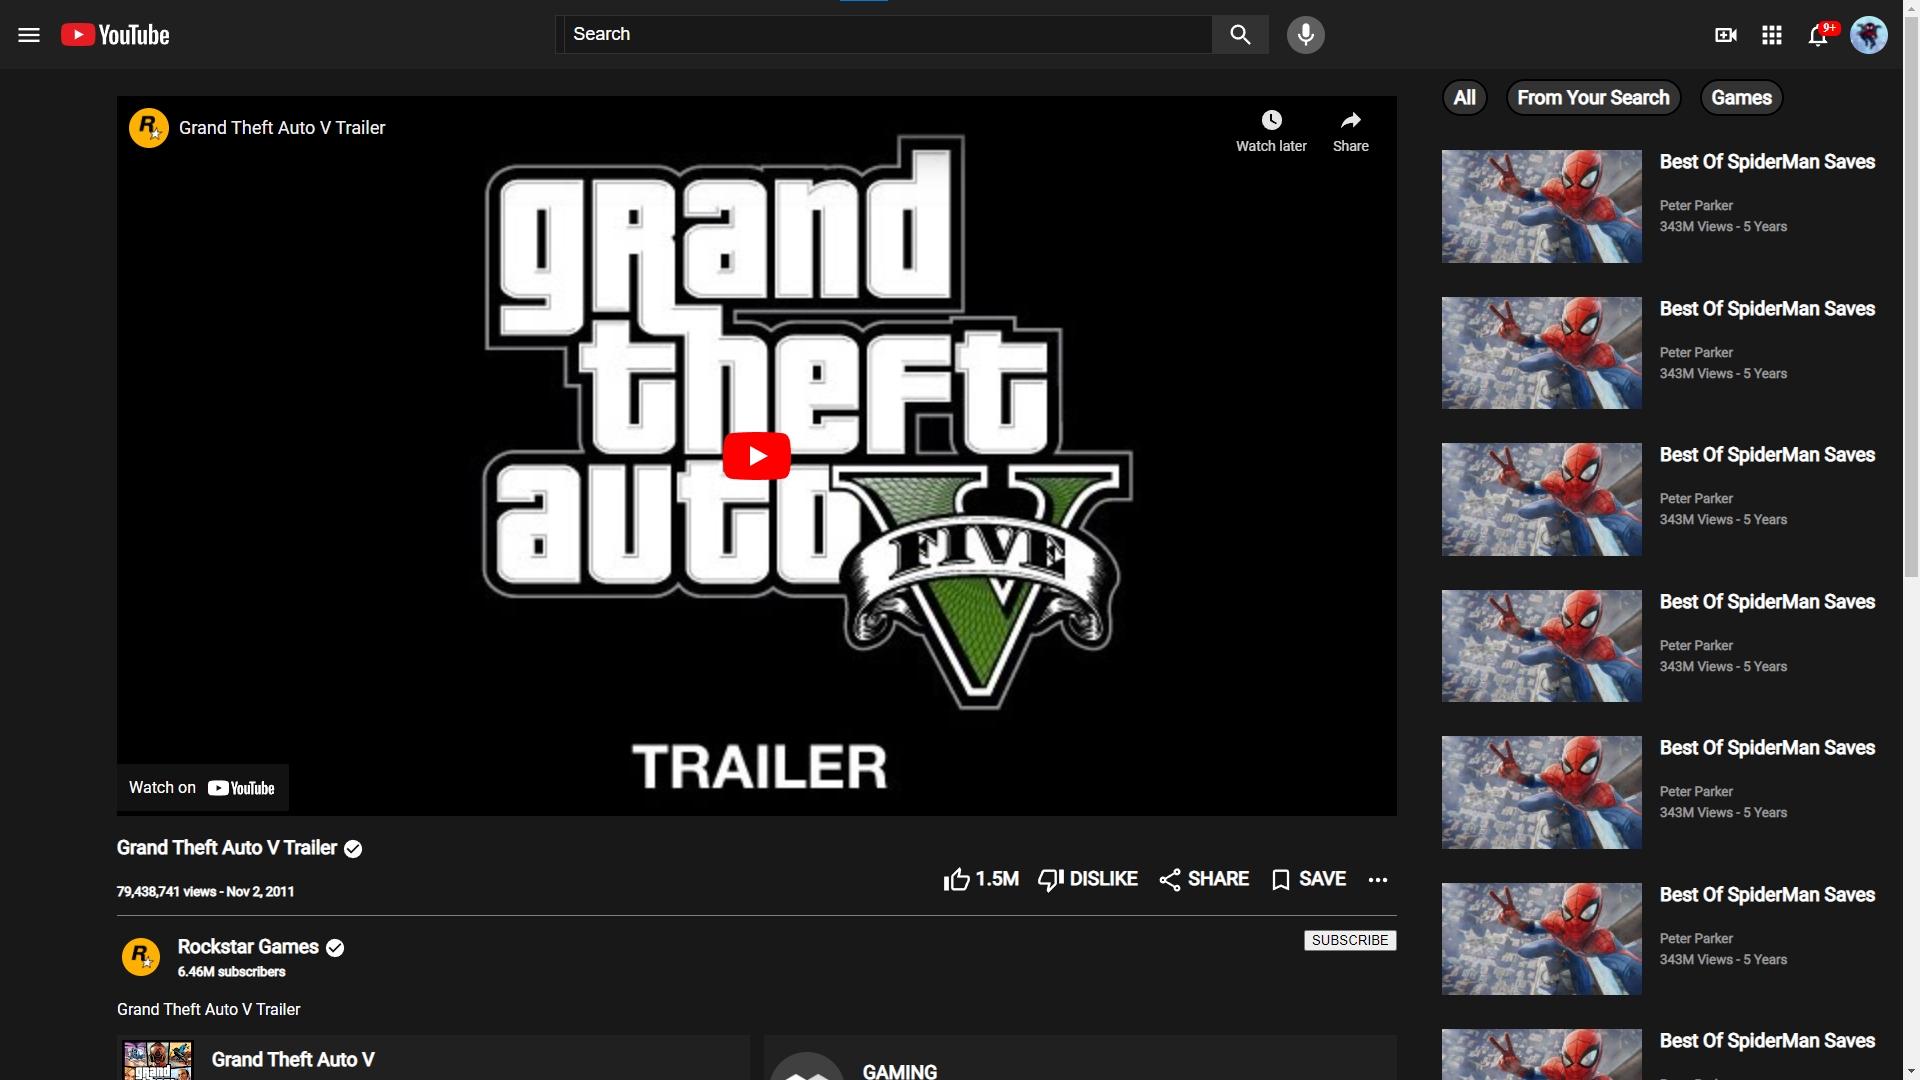 YouTube
Search
9+
Grand Theft Auto V Trailer
Watch later
Share
grand
theft
auto V
FIVE
TRAILER
Watch on YouTube
Grand Theft Auto V Trailer
79,438,741 views - Nov 2, 2011
1.5M DISLIKE SHARE SAVE
Rockstar Games
6.46M subscribers
SUBSCRIBE
Grand Theft Auto V Trailer
Grand Theft Auto V
GAMING
All From Your Search Games
Best Of SpiderMan Saves
Peter Parker
343M Views - 5 Years
Best Of SpiderMan Saves
Peter Parker
343M Views - 5 Years
Best Of SpiderMan Saves
Peter Parker
343M Views - 5 Years
Best Of SpiderMan Saves
Peter Parker
343M Views - 5 Years
Best Of SpiderMan Saves
Peter Parker
343M Views - 5 Years
Best Of SpiderMan Saves
Peter Parker
343M Views - 5 Years
Best Of SpiderMan Saves